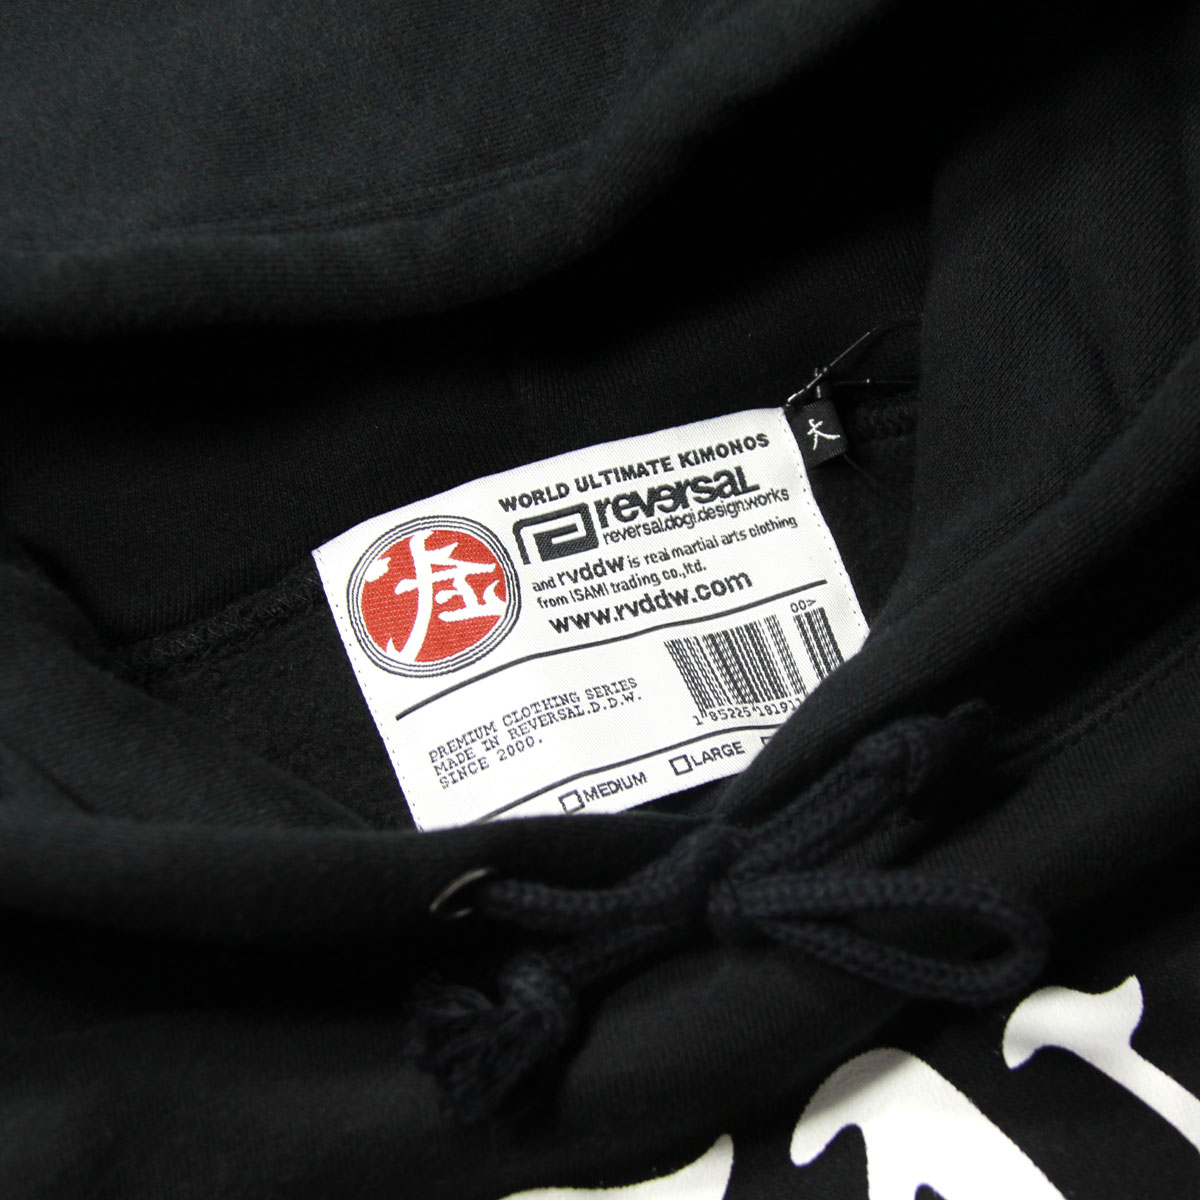 WORLD ULTIMATE KIMONOS
reversal
reversal.dogi.design.works
and rvddw is real martial arts clothing
from ISAMI trading co.,ltd.
www.rvddw.com
大
PREMIUM CLOTHING SERIES
MADE IN REVERSAL.D.D.W.
SINCE 2000.
00>
MEDIUM
LARGE